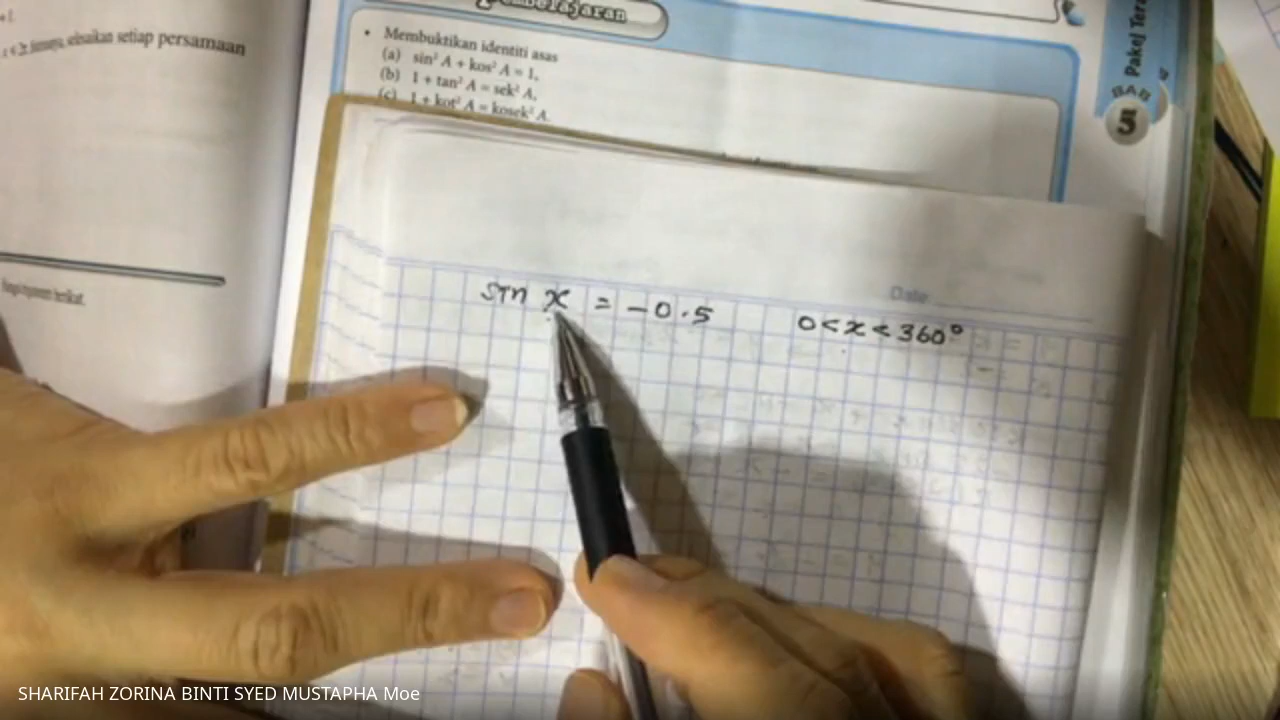 Membuktikan identiti asas
(a) sin² A + kos² A = 1,
(b) 1 + tan² A = sek² A,
(c) 1 + kot² A = kosek² A.
setiap persamaan
Pakej
BAB
5
Date:
sin x = -0.5 0<x<360°
SHARIFAH ZORINA BINTI SYED MUSTAPHA Moe